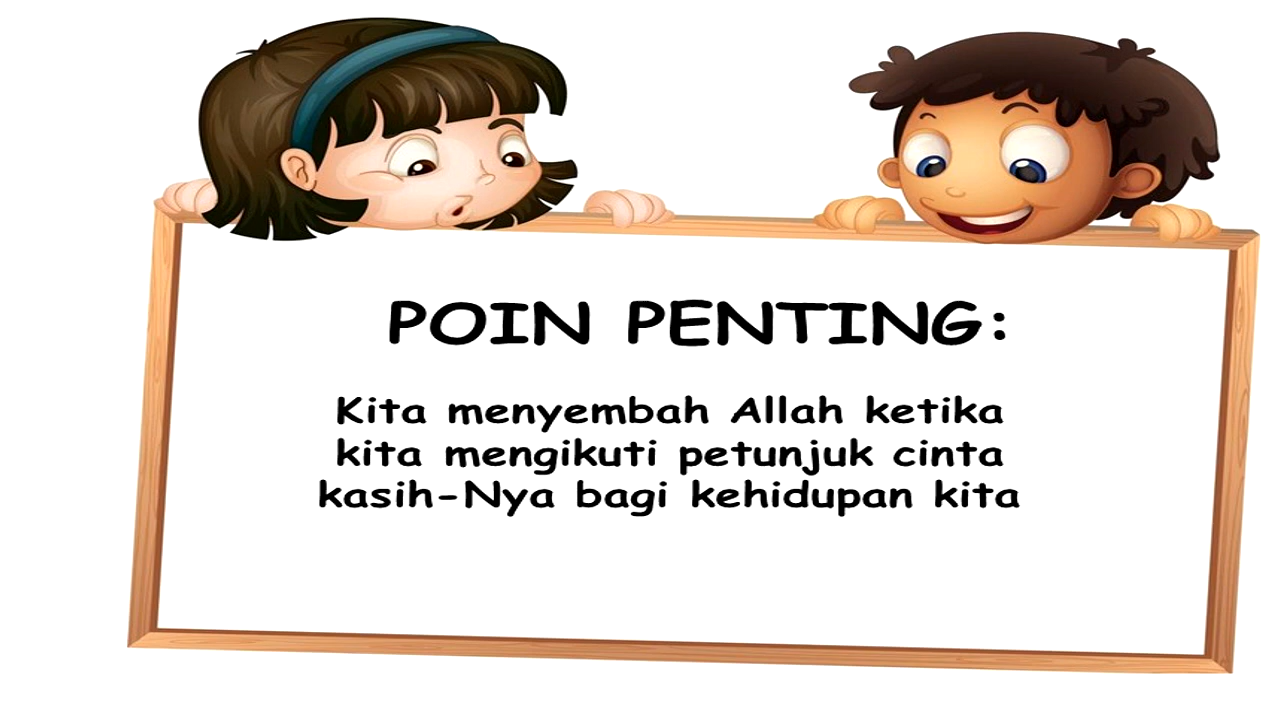 POIN PENTING:
Kita menyembah Allah ketika
kita mengikuti petunjuk cinta
kasih-Nya bagi kehidupan kita